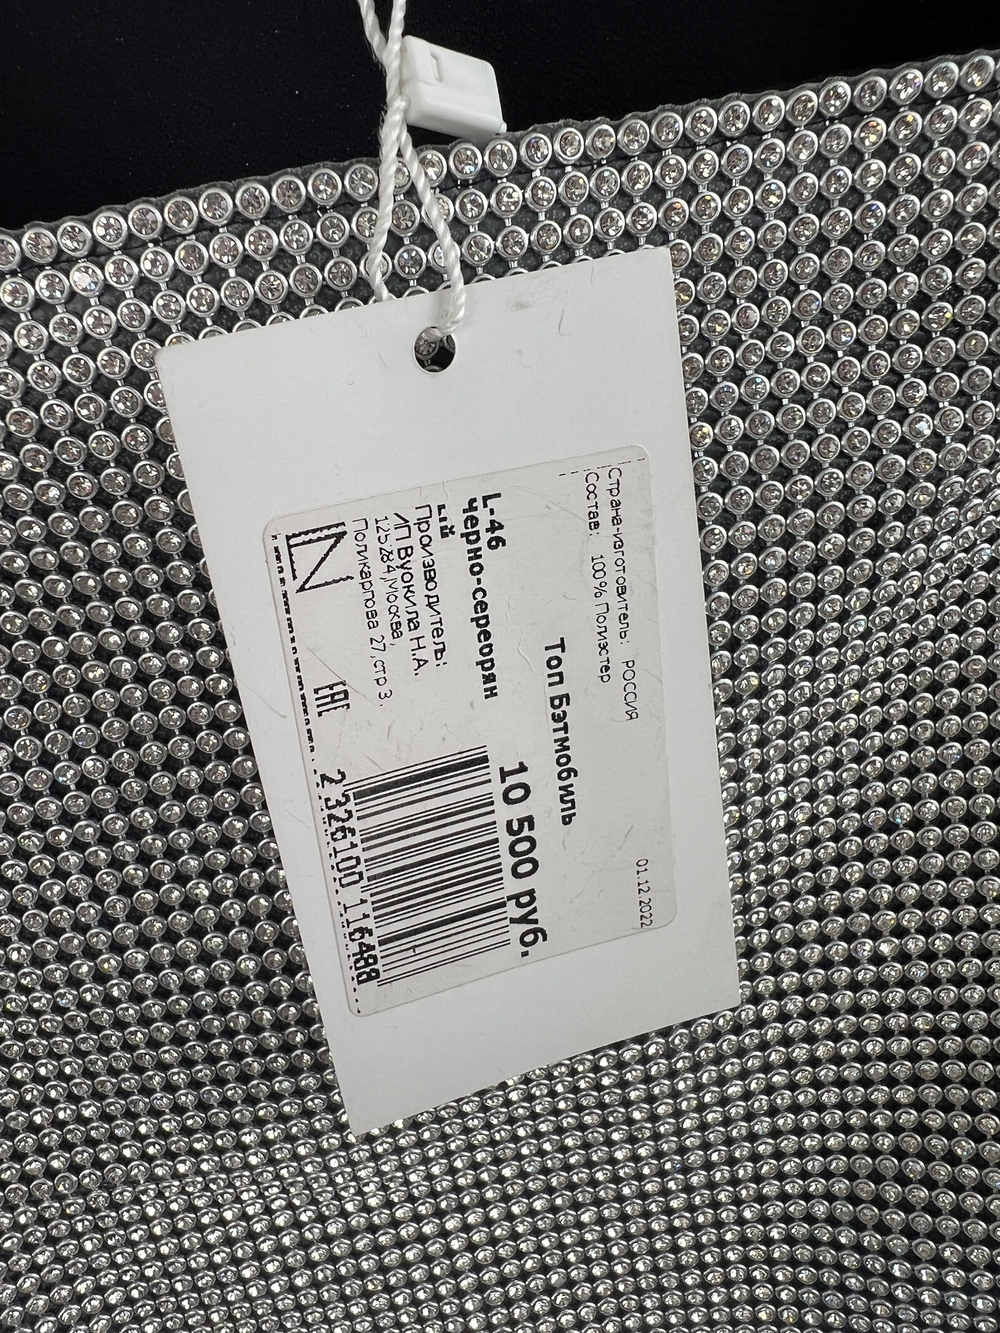 Страна-изготовитель: РОССИЯ
Состав: 100% Полиэстер
01.12.2022
Топ Бэтмобиль
10 500 руб.
L-46
черно-серебрян
ый
Производитель:
ИП Вуокила Н.А.
125284,Москва,
Поликарпова 27,стр 3,
EAC
LN
2326100 116488